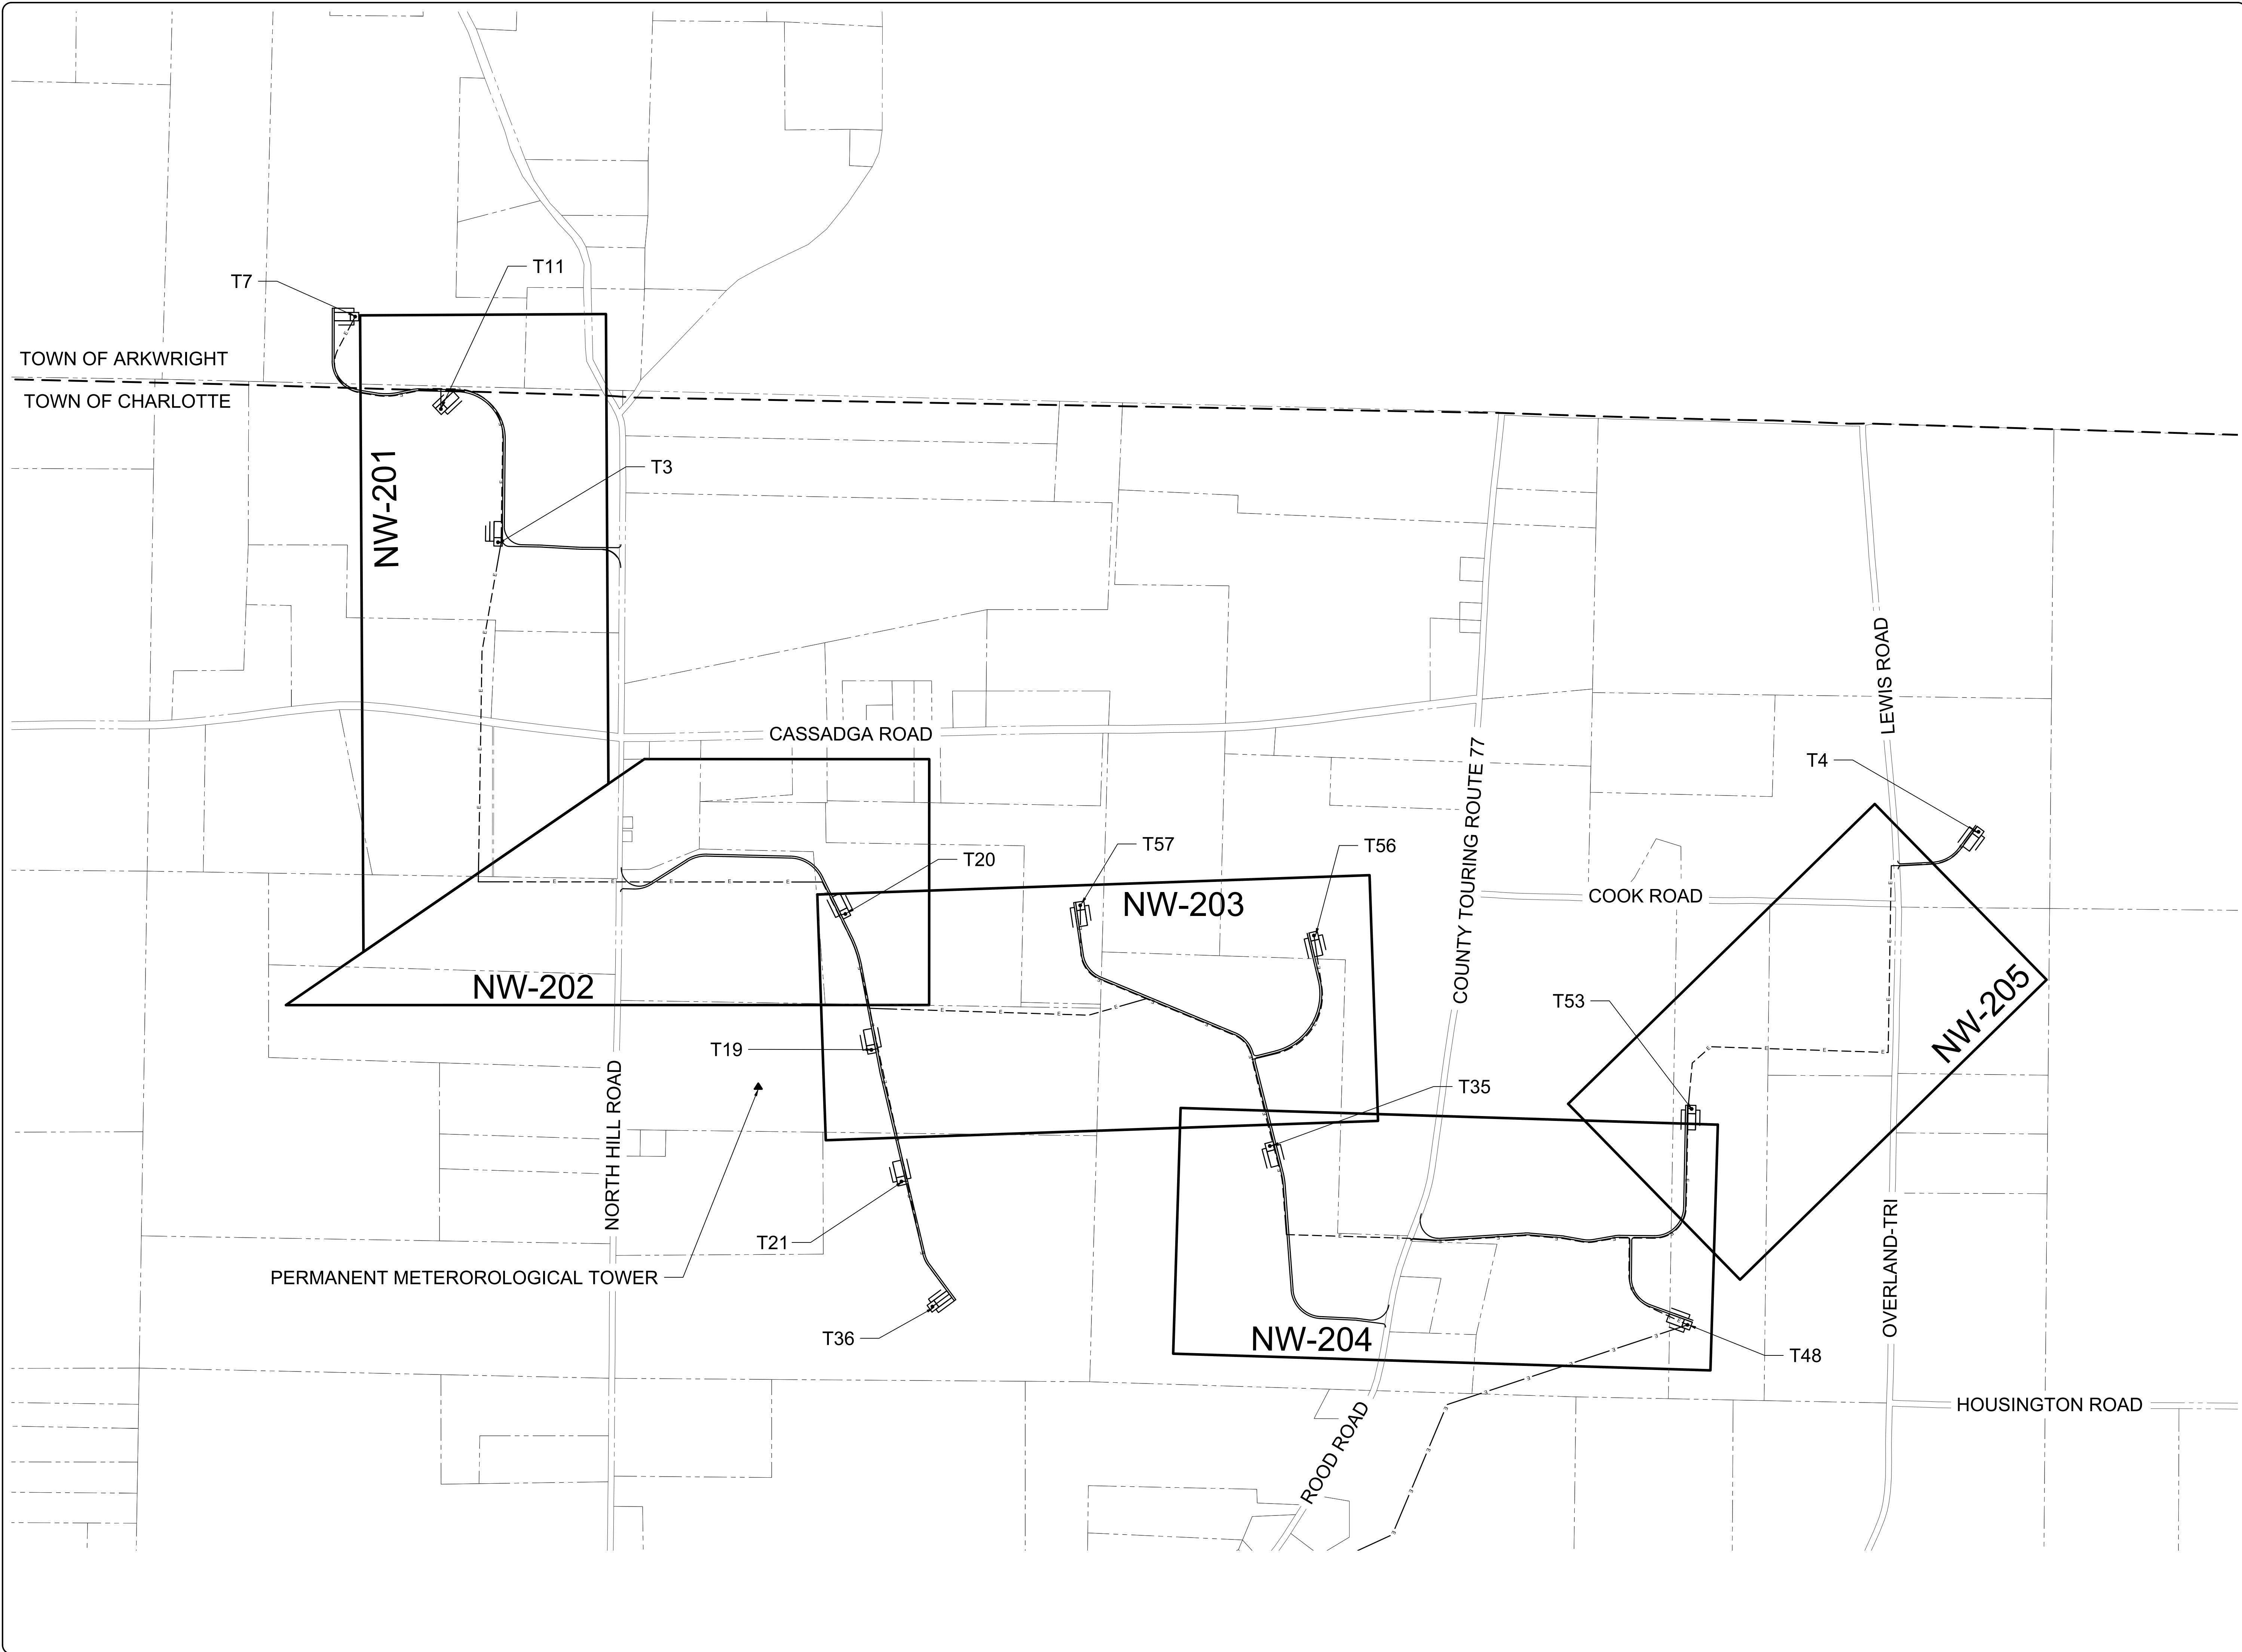 T11
T7
TOWN OF ARKWRIGHT
TOWN OF CHARLOTTE
T3
NW-201
LEWIS ROAD
CASSADGA ROAD
COUNTY TOURING ROUTE 77
T4
T57
T56
T20
COOK ROAD
NW-203
NW-202
T53
NW-205
T19
T35
NORTH HILL ROAD
T21
PERMANENT METEROROLOGICAL TOWER
OVERLAND-TRI
T36
NW-204
T48
HOUSINGTON ROAD
ROOD ROAD